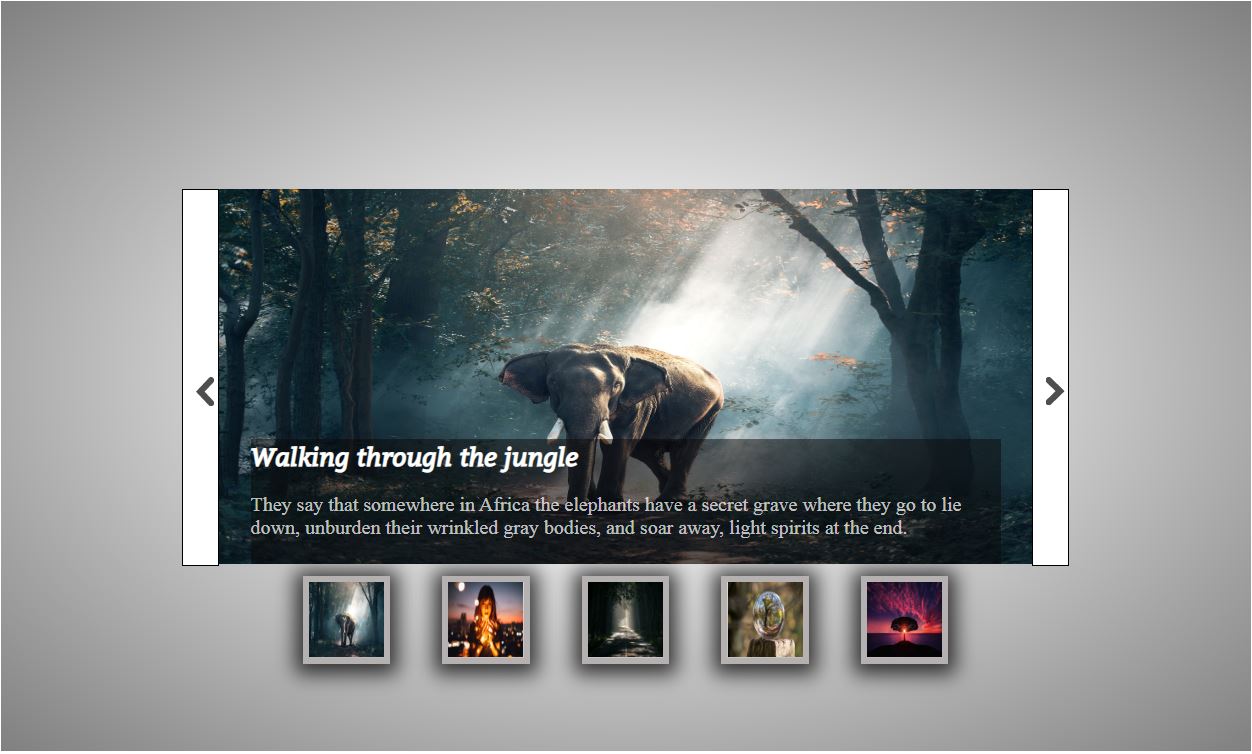 Walking through the jungle
They say that somewhere in Africa the elephants have a secret grave where they go to lie
down, unburden their wrinkled gray bodies, and soar away, light spirits at the end.